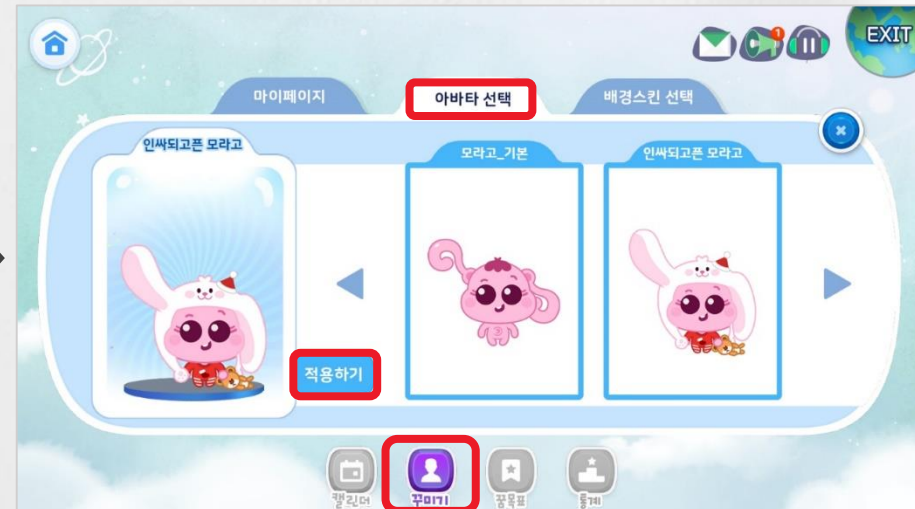 EXIT
1
마이페이지
아바타 선택
배경스킨 선택
인싸되고픈 모라고
모라고_기본
인싸되고픈 모라고
적용하기
캘린더
꾸미기
꿈목표
통계